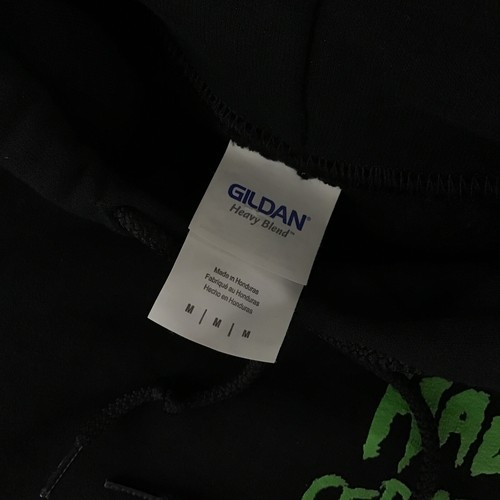 GILDAN®
Heavy Blend™
Made in Honduras
Fabriqué au Honduras
Hecho en Honduras
M | M | M